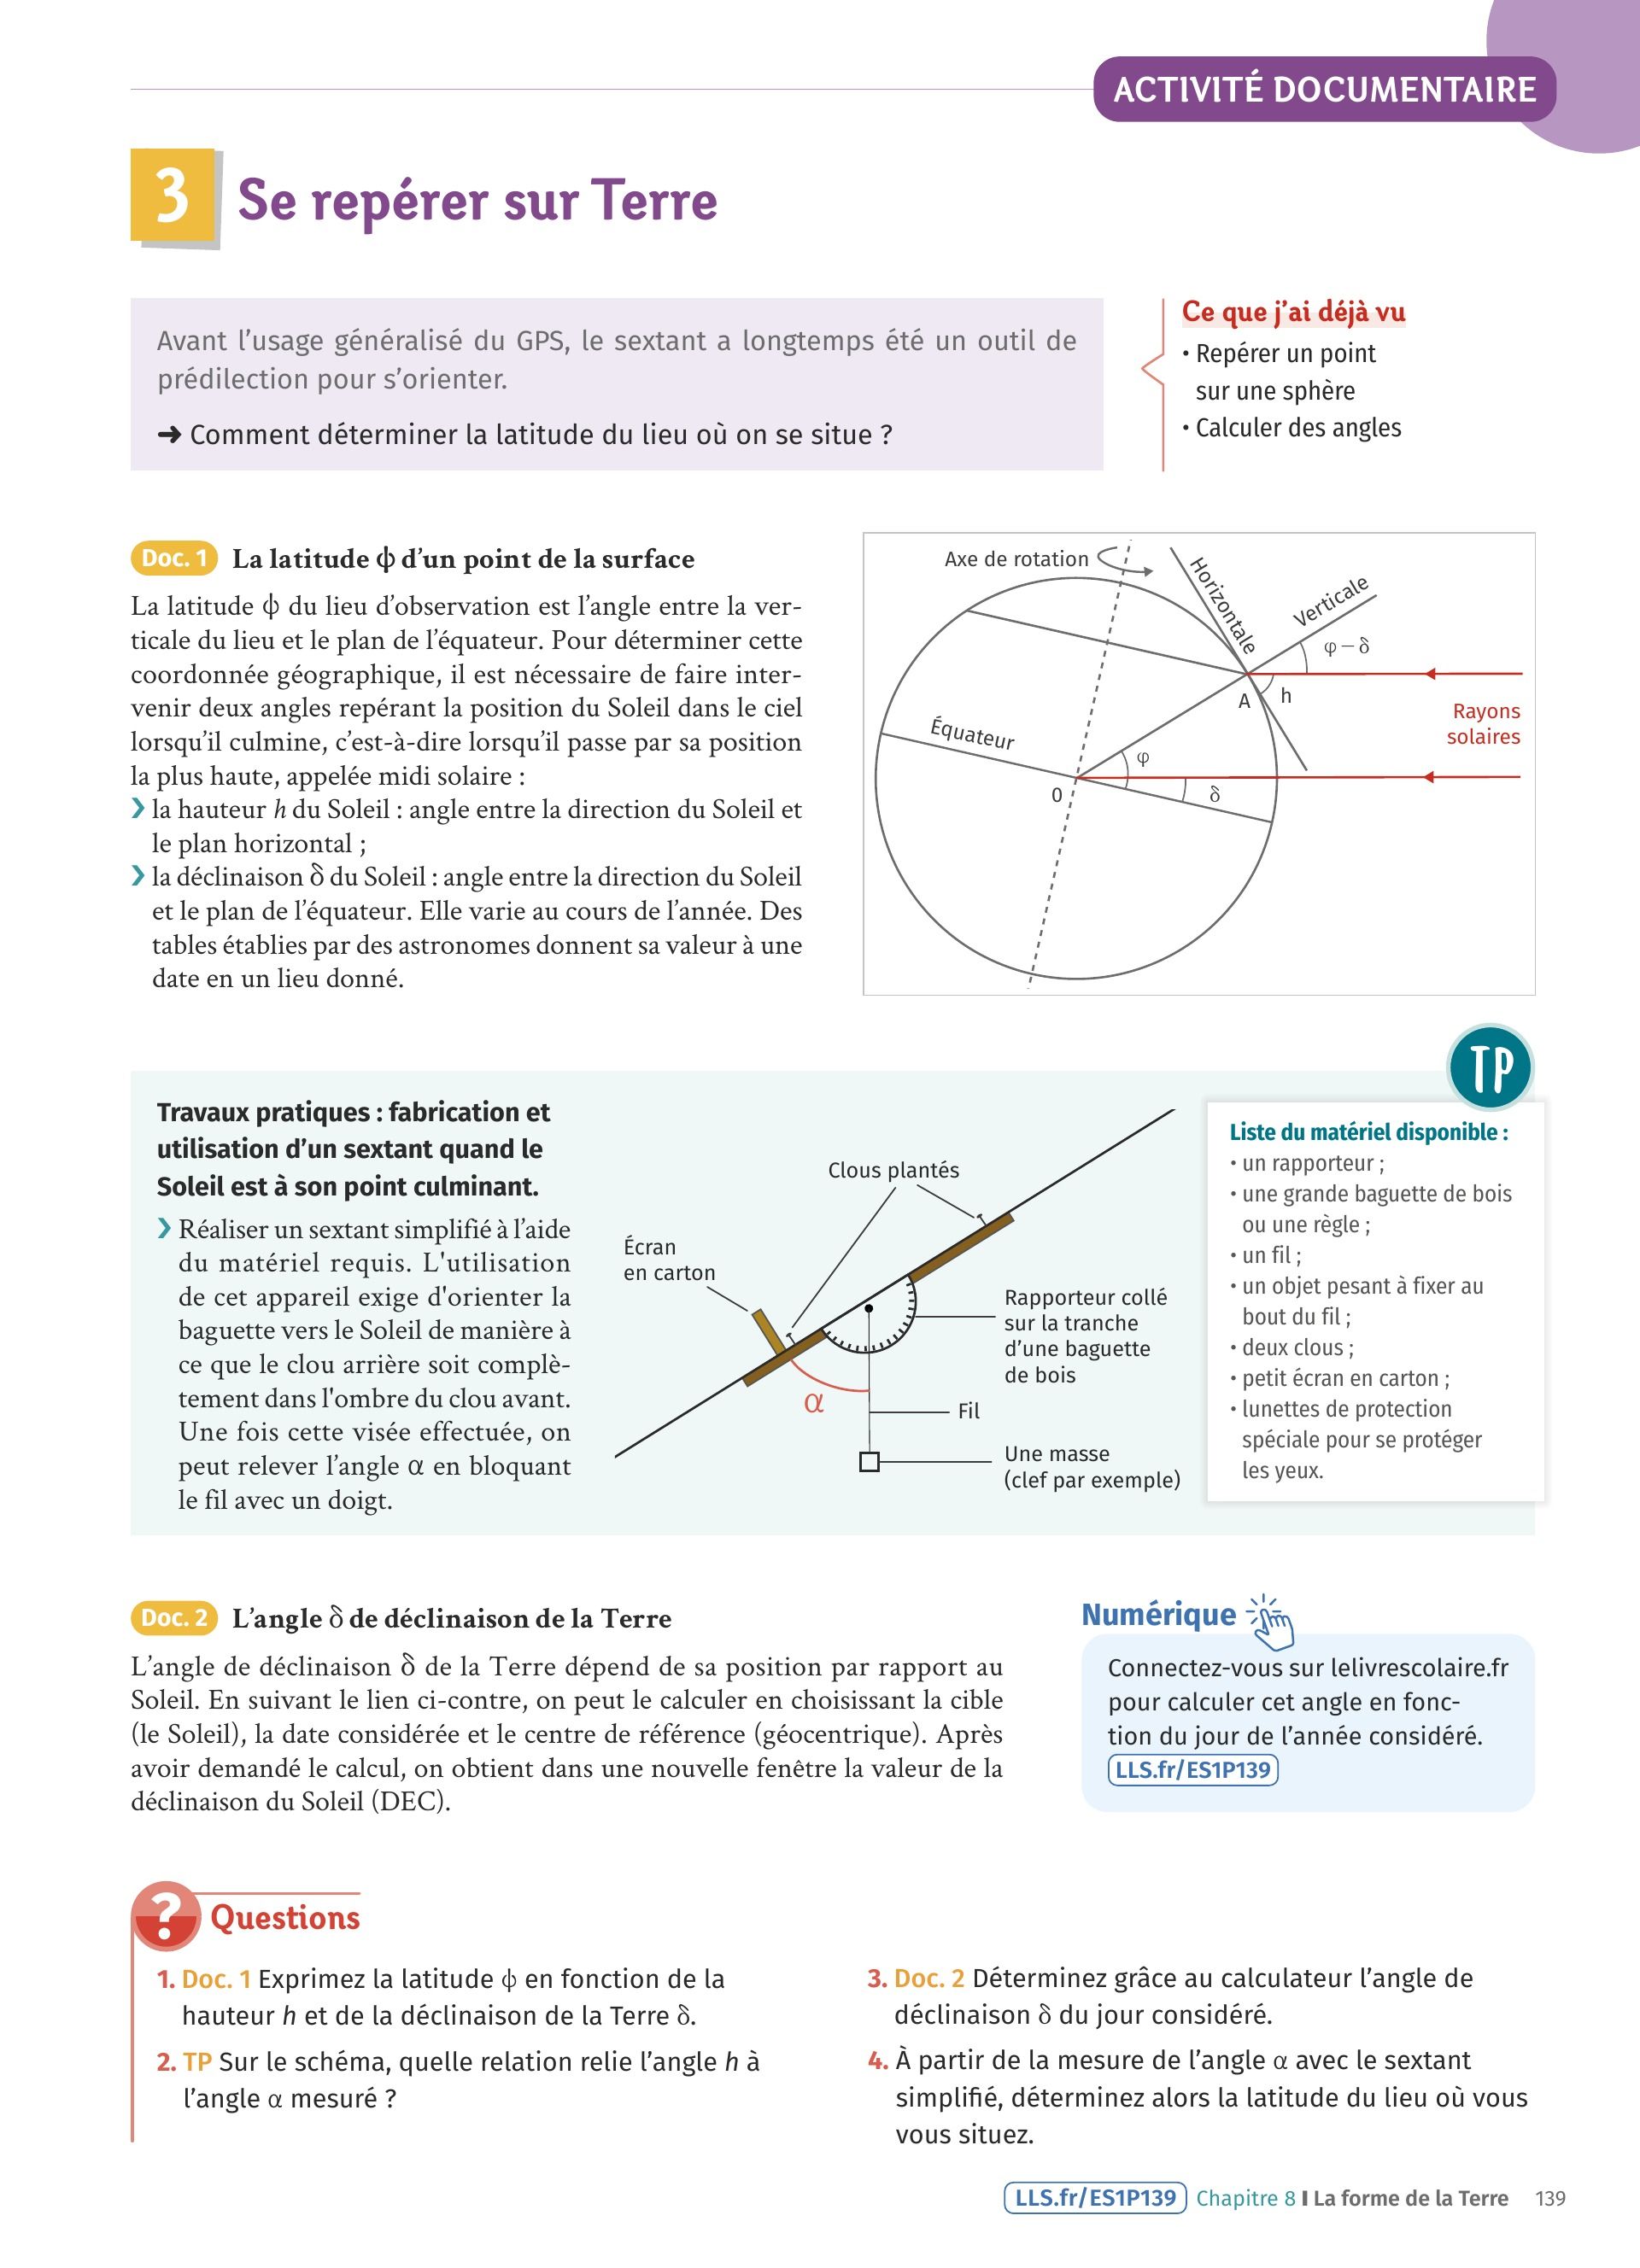 ACTIVITÉ DOCUMENTAIRE
3 Se repérer sur Terre
Avant l’usage généralisé du GPS, le sextant a longtemps été un outil de
prédilection pour s’orienter.
➜ Comment déterminer la latitude du lieu où on se situe ?
Ce que j’ai déjà vu
• Repérer un point
sur une sphère
• Calculer des angles
Doc. 1 La latitude ϕ d’un point de la surface
La latitude ϕ du lieu d’observation est l’angle entre la ver-
ticale du lieu et le plan de l’équateur. Pour déterminer cette
coordonnée géographique, il est nécessaire de faire inter-
venir deux angles repérant la position du Soleil dans le ciel
lorsqu’il culmine, c’est-à-dire lorsqu’il passe par sa position
la plus haute, appelée midi solaire :
❯ la hauteur h du Soleil : angle entre la direction du Soleil et
le plan horizontal ;
❯ la déclinaison δ du Soleil : angle entre la direction du Soleil
et le plan de l’équateur. Elle varie au cours de l’année. Des
tables établies par des astronomes donnent sa valeur à une
date en un lieu donné.
Axe de rotation
Horizontale
Verticale
φ – δ
A
h
Rayons
solaires
Équateur
φ
O
δ
TP
Travaux pratiques : fabrication et
utilisation d’un sextant quand le
Soleil est à son point culminant.
❯ Réaliser un sextant simplifié à l’aide
du matériel requis. L'utilisation
de cet appareil exige d'orienter la
baguette vers le Soleil de manière à
ce que le clou arrière soit complè-
tement dans l'ombre du clou avant.
Une fois cette visée effectuée, on
peut relever l’angle α en bloquant
le fil avec un doigt.
Clous plantés
Écran
en carton
Rapporteur collé
sur la tranche
d’une baguette
de bois
α
Fil
Une masse
(clef par exemple)
Liste du matériel disponible :
• un rapporteur ;
• une grande baguette de bois
ou une règle ;
• un fil ;
• un objet pesant à fixer au
bout du fil ;
• deux clous ;
• petit écran en carton ;
• lunettes de protection
spéciale pour se protéger
les yeux.
Doc. 2 L’angle δ de déclinaison de la Terre
L’angle de déclinaison δ de la Terre dépend de sa position par rapport au
Soleil. En suivant le lien ci-contre, on peut le calculer en choisissant la cible
(le Soleil), la date considérée et le centre de référence (géocentrique). Après
avoir demandé le calcul, on obtient dans une nouvelle fenêtre la valeur de la
déclinaison du Soleil (DEC).
Numérique
Connectez-vous sur lelivrescolaire.fr
pour calculer cet angle en fonc-
tion du jour de l’année considéré.
LLS.fr/ES1P139
? Questions
1. Doc. 1 Exprimez la latitude ϕ en fonction de la
hauteur h et de la déclinaison de la Terre δ.
2. TP Sur le schéma, quelle relation relie l’angle h à
l’angle α mesuré ?
3. Doc. 2 Déterminez grâce au calculateur l’angle de
déclinaison δ du jour considéré.
4. À partir de la mesure de l’angle α avec le sextant
simplifié, déterminez alors la latitude du lieu où vous
vous situez.
LLS.fr/ES1P139 Chapitre 8 I La forme de la Terre 139